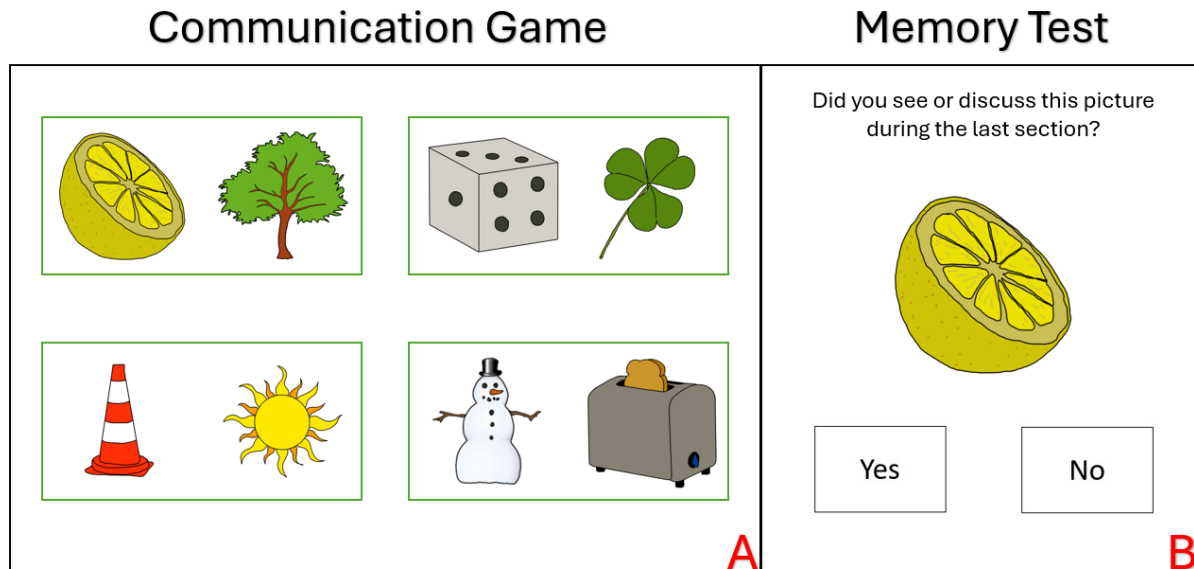 Communication Game
Memory Test
Did you see or discuss this picture
during the last section?
Yes
No
A
B